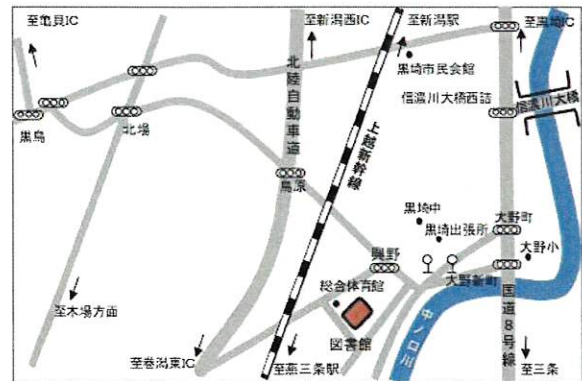 至亀貝IC
至新潟西IC
至新潟駅
至黒埼IC
黒埼市民会館
北陸自動車道
上越新幹線
信濃川大橋西詰
信濃川大橋
黒鳥
北場
鳥原
黒埼中
大野町
黒埼出張所
大野小
興野
大野新町
総合体育館
国道8号線
中ノ口川
図書館
至木場方面
至巻潟東IC
至燕三条駅
至三条